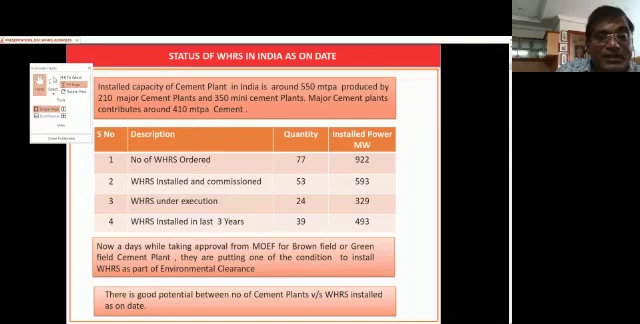 STATUS OF WHRS IN INDIA AS ON DATE
Installed capacity of Cement Plant in India is around 550 mtpa produced by
210 major Cement Plants and 350 mini cement Plants. Major Cement plants
contributes around 410 mtpa Cement .
S No Description Quantity Installed Power
MW
1 No of WHRS Ordered 77 922
2 WHRS Installed and commissioned 53 593
3 WHRS under execution 24 329
4 WHRS Installed in last 3 Years 39 493
Now a days while taking approval from MOEF for Brown field or Green
field Cement Plant , they are putting one of the condition to install
WHRS as part of Environmental Clearance
There is good potential between no of Cement Plants v/s WHRS installed
as on date.